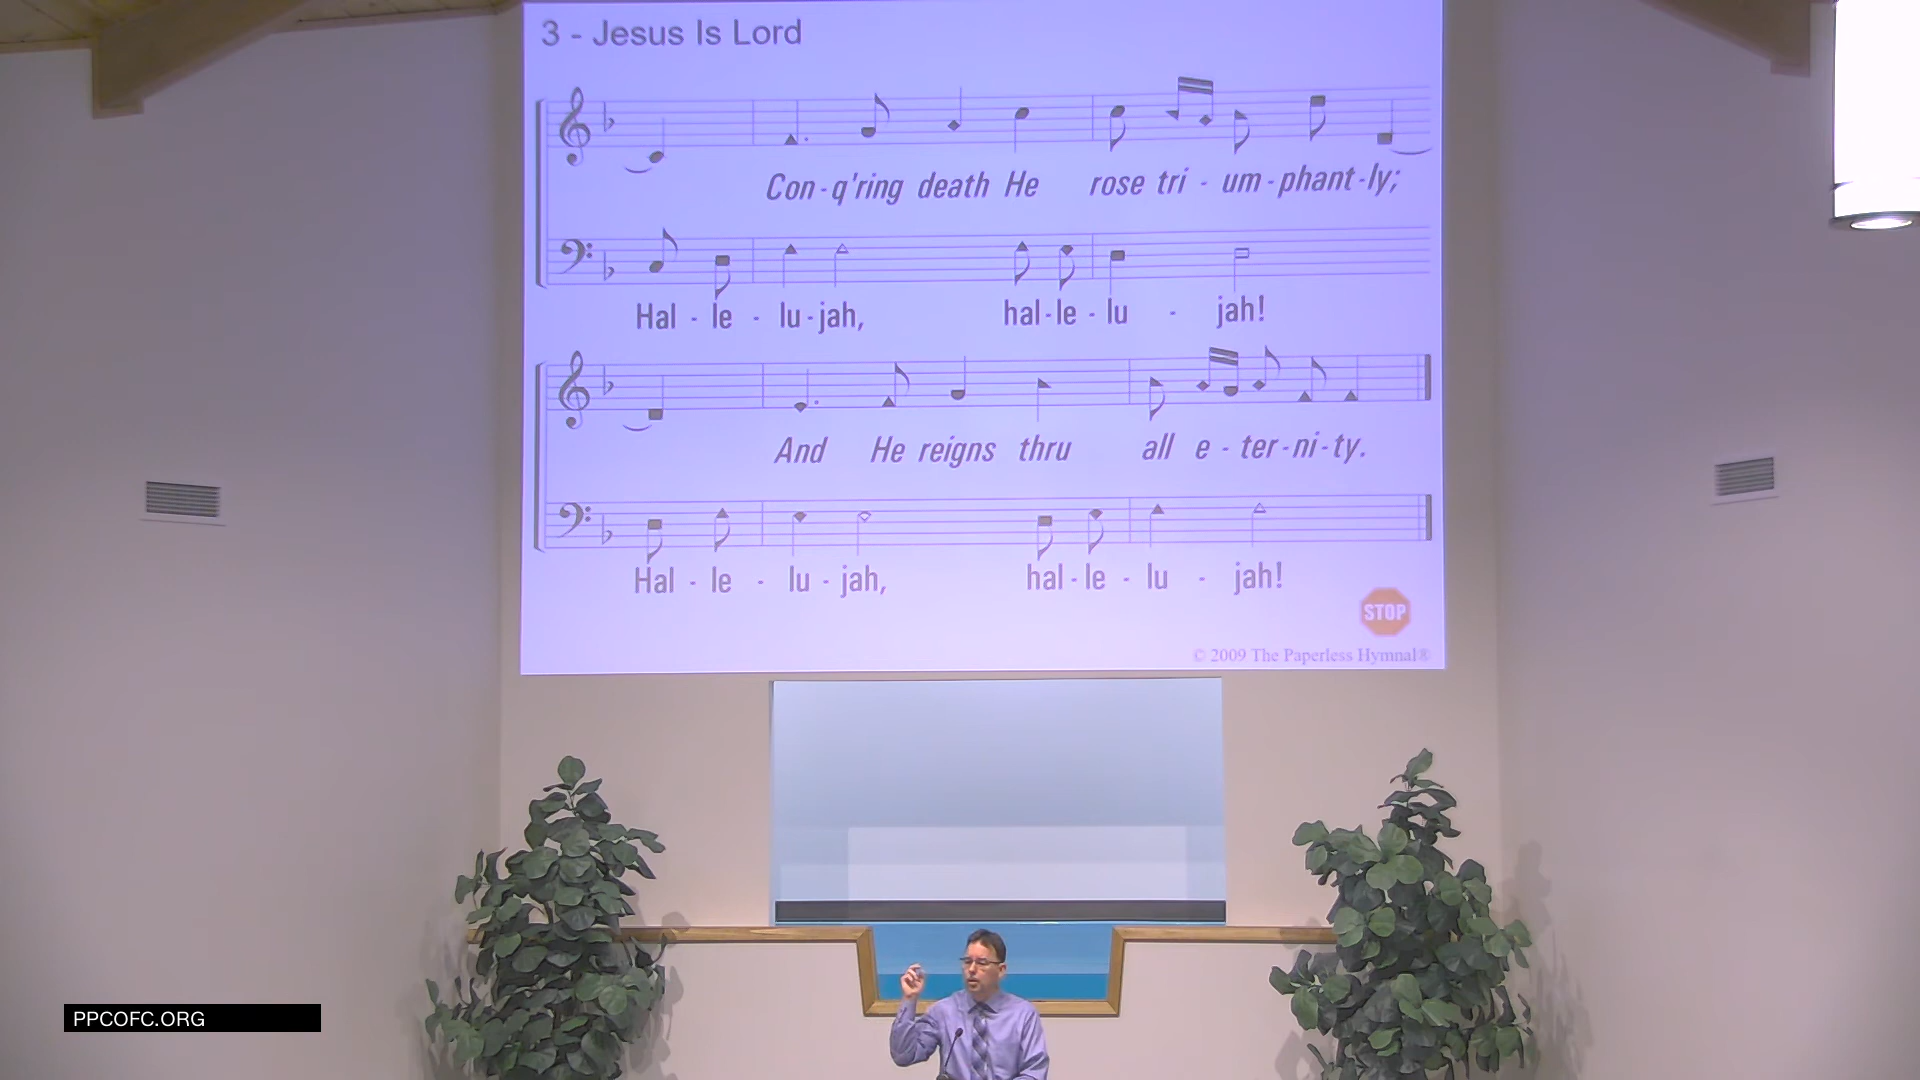 3 - Jesus Is Lord
Con - q'ring death He rose tri - um - phant - ly;
Hal - le - lu - jah, hal - le - lu - jah!
And He reigns thru all e - ter - ni - ty.
Hal - le - lu - jah, hal - le - lu - jah!
STOP
© 2009 The Paperless Hymnal®
PPCOFC.ORG